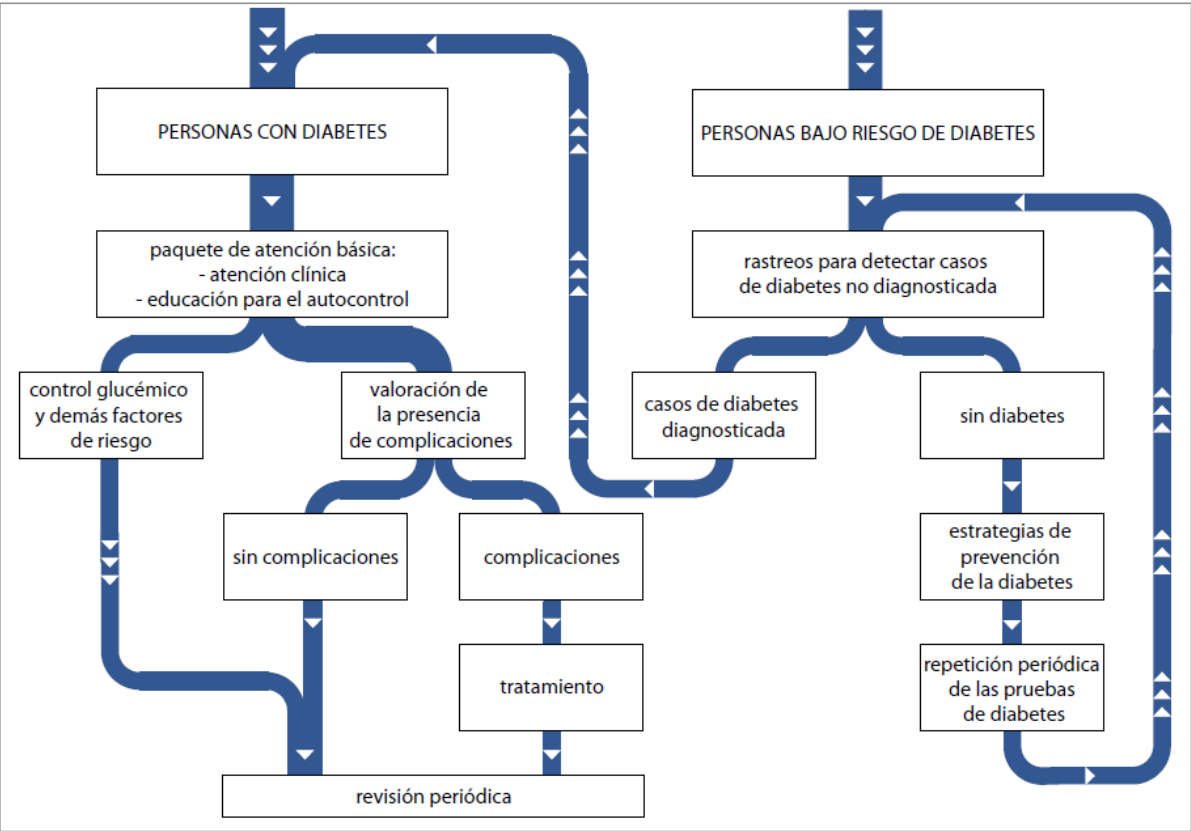 PERSONAS CON DIABETES
PERSONAS BAJO RIESGO DE DIABETES
paquete de atención básica:
- atención clínica
- educación para el autocontrol
rastreos para detectar casos
de diabetes no diagnosticada
control glucémico
y demás factores
de riesgo
valoración de
la presencia
de complicaciones
casos de diabetes
diagnosticada
sin diabetes
sin complicaciones
complicaciones
estrategias de
prevención
de la diabetes
tratamiento
repetición periódica
de las pruebas
de diabetes
revisión periódica